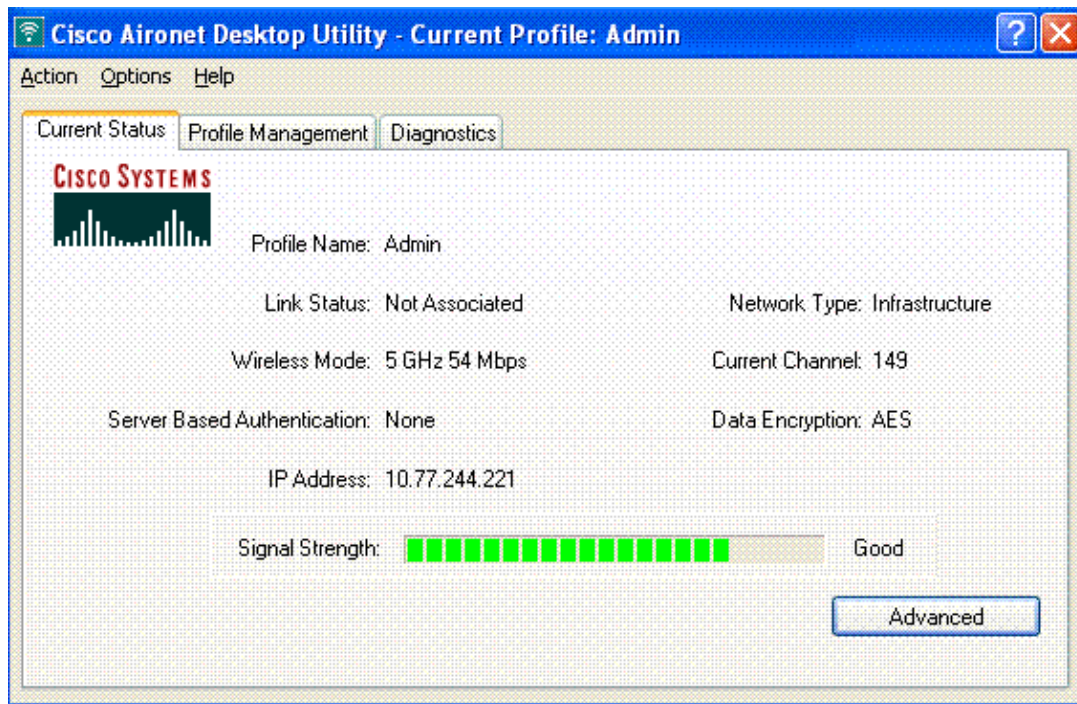 Cisco Aironet Desktop Utility - Current Profile: Admin
Action Options Help
Current Status Profile Management Diagnostics
CISCO SYSTEMS
Profile Name: Admin
Link Status: Not Associated Network Type: Infrastructure
Wireless Mode: 5 GHz 54 Mbps Current Channel: 149
Server Based Authentication: None Data Encryption: AES
IP Address: 10.77.244.221
Signal Strength: Good
Advanced